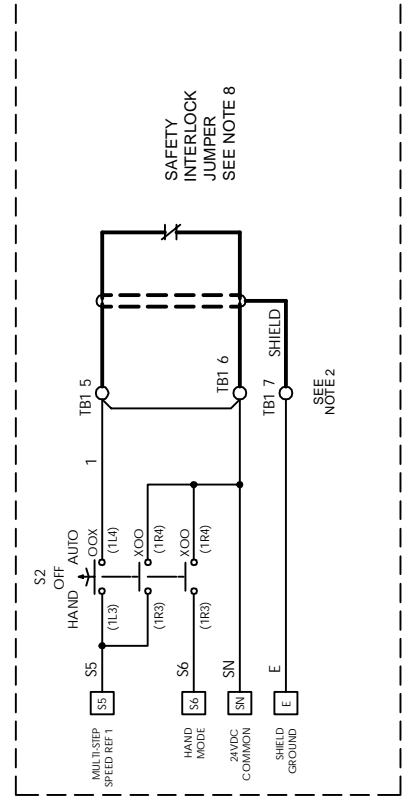 S2
OFF
HAND
AUTO
OOX
(1L3)
(1L4)
XOO
(1R3)
(1R4)
XOO
(1R3)
(1R4)
MULTI-STEP
SPEED REF 1
S5
S5
1
HAND
MODE
S6
S6
24VDC
COMMON
SN
SN
SHIELD
GROUND
E
E
TB1 5
TB1 6
TB1 7
SHIELD
SEE
NOTE 2
SAFETY
INTERLOCK
JUMPER
SEE NOTE 8